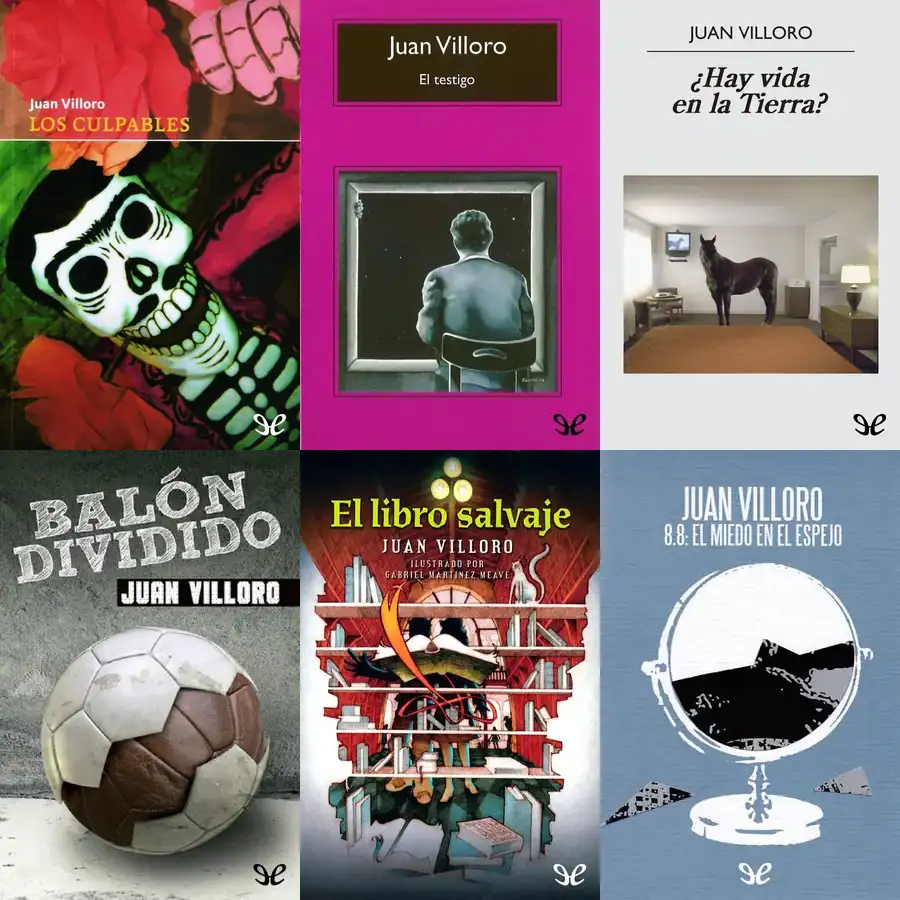 Juan Villoro
LOS CULPABLES
Juan Villoro
El testigo
JUAN VILLORO
¿Hay vida
en la Tierra?
BALÓN
DIVIDIDO
JUAN VILLORO
El libro salvaje
JUAN VILLORO
ILUSTRADO POR
GABRIEL MARTÍNEZ MEAVE
JUAN VILLORO
8.8: EL MIEDO EN EL ESPEJO